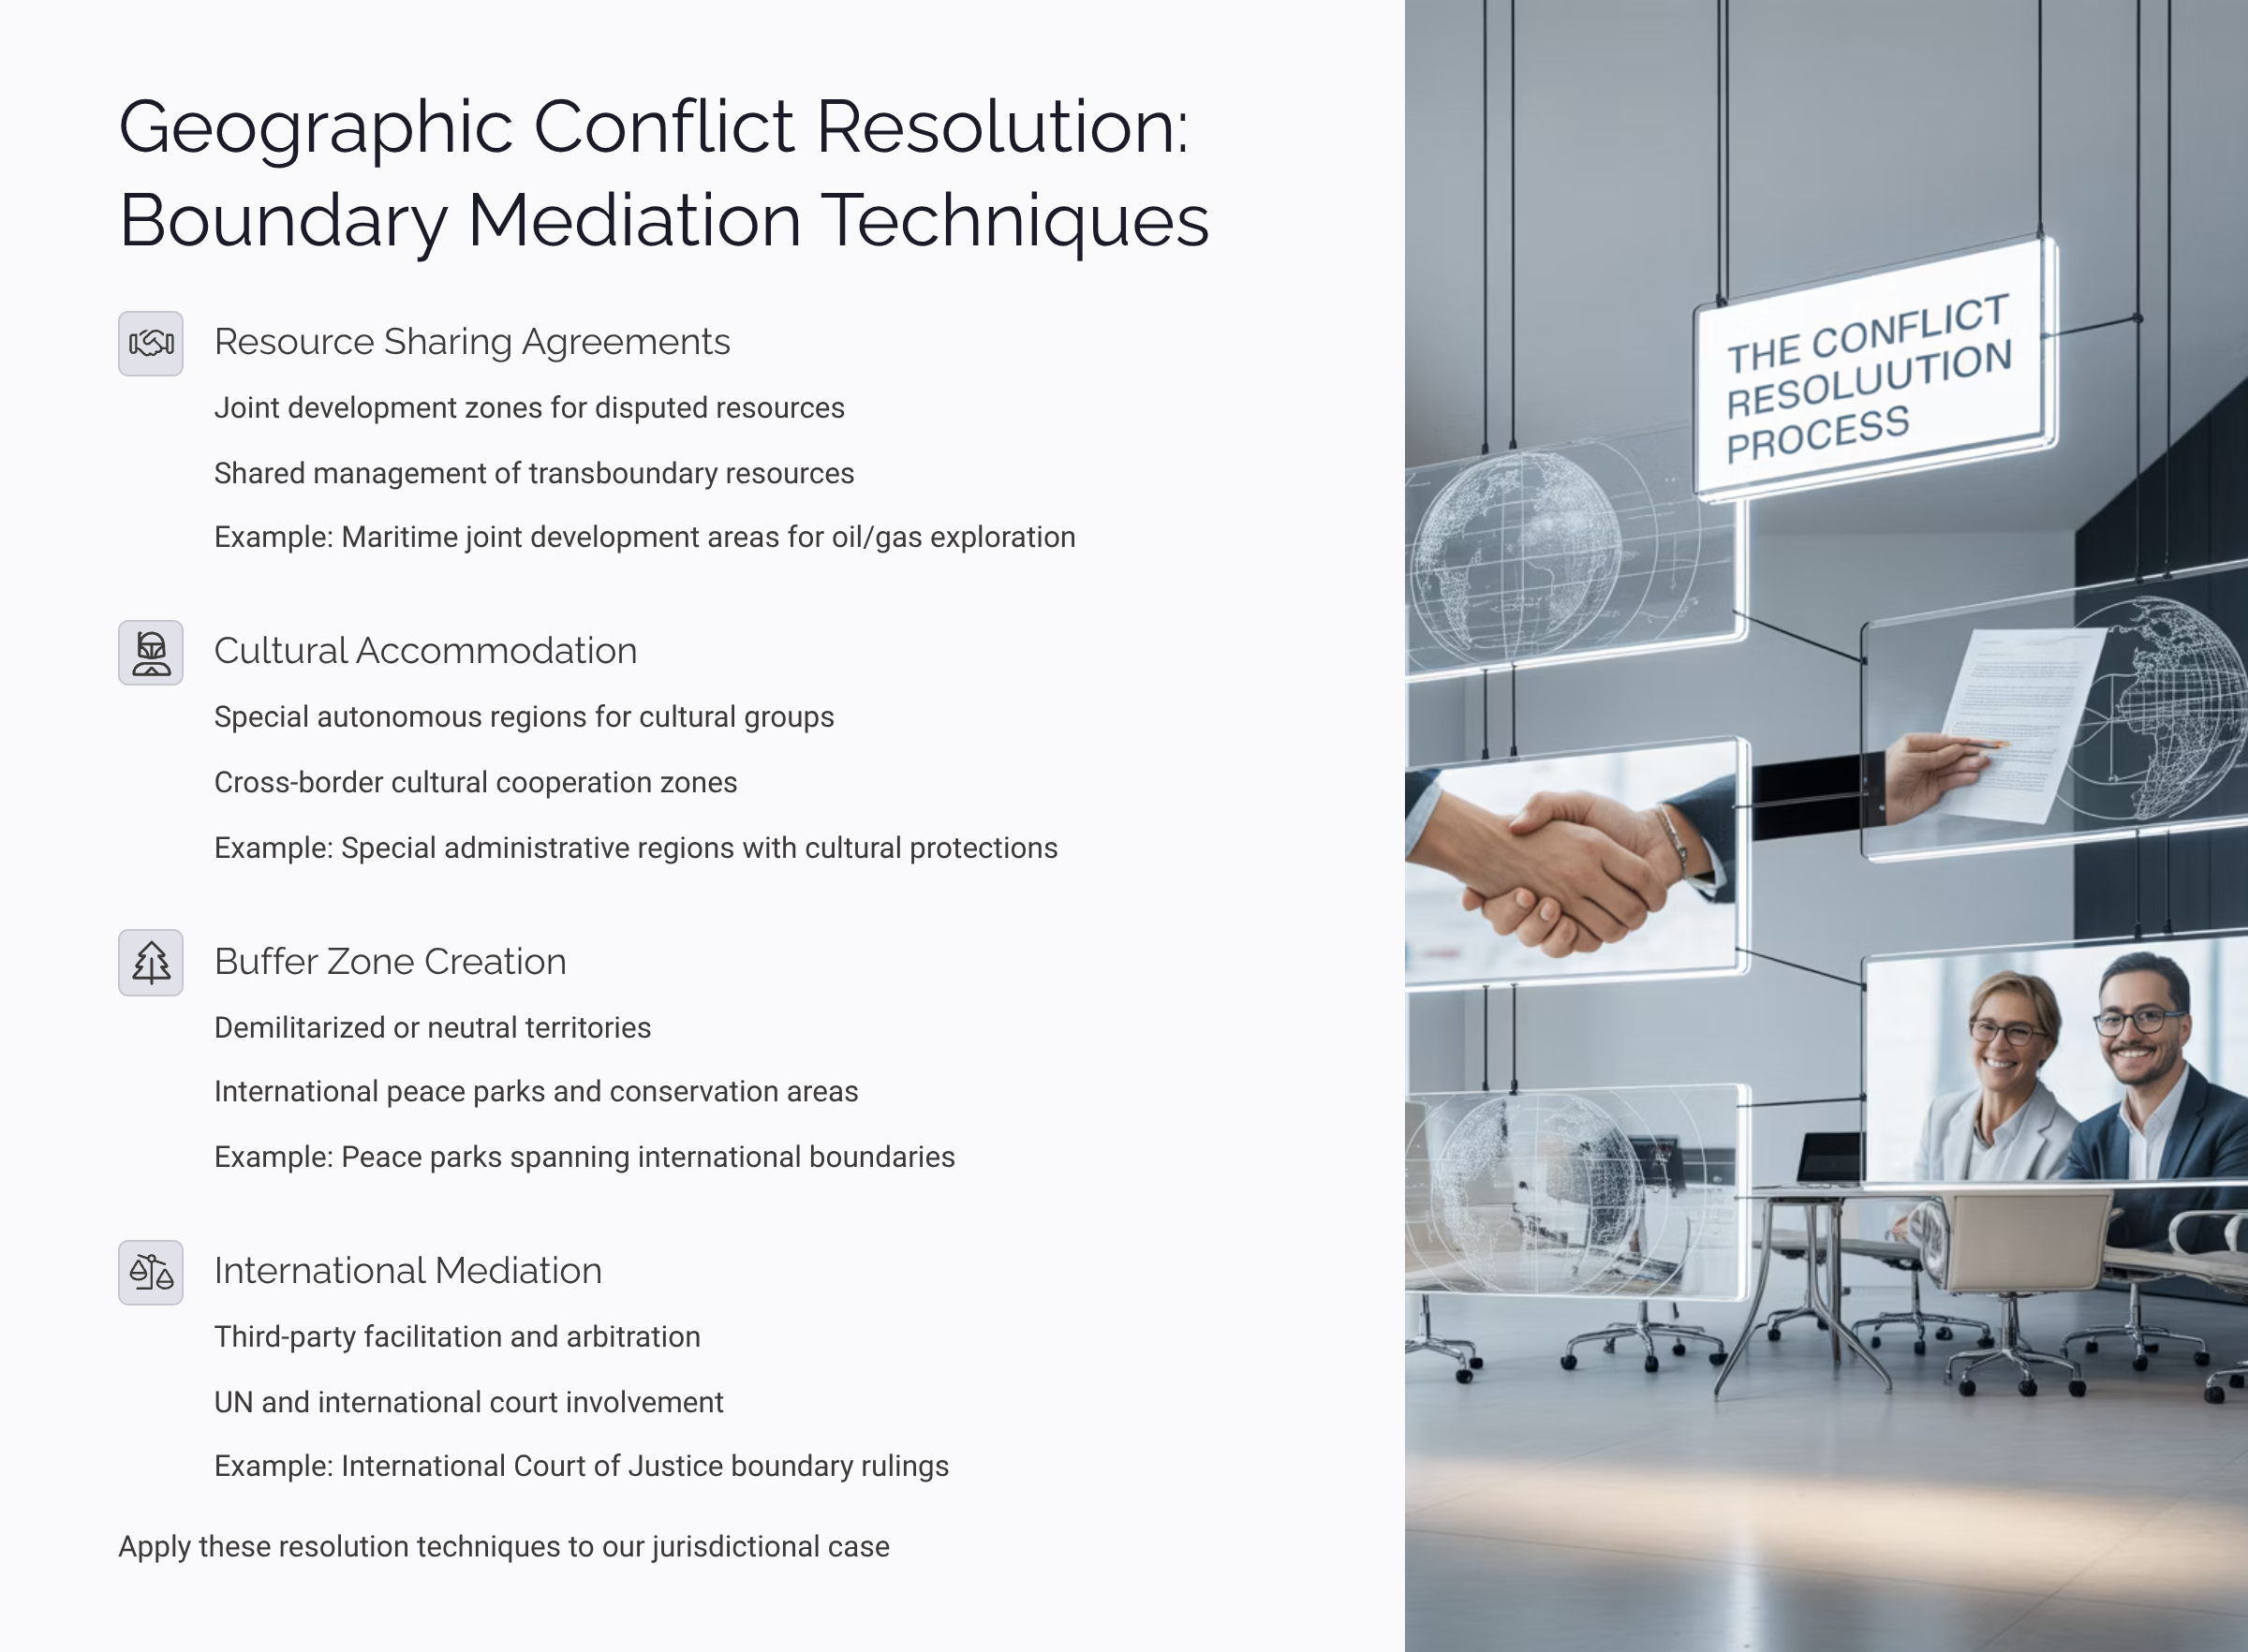 Geographic Conflict Resolution:
Boundary Mediation Techniques
Resource Sharing Agreements
Joint development zones for disputed resources
Shared management of transboundary resources
Example: Maritime joint development areas for oil/gas exploration
Cultural Accommodation
Special autonomous regions for cultural groups
Cross-border cultural cooperation zones
Example: Special administrative regions with cultural protections
Buffer Zone Creation
Demilitarized or neutral territories
International peace parks and conservation areas
Example: Peace parks spanning international boundaries
International Mediation
Third-party facilitation and arbitration
UN and international court involvement
Example: International Court of Justice boundary rulings
Apply these resolution techniques to our jurisdictional case
THE CONFLICT
RESOLUUTION
PROCESS